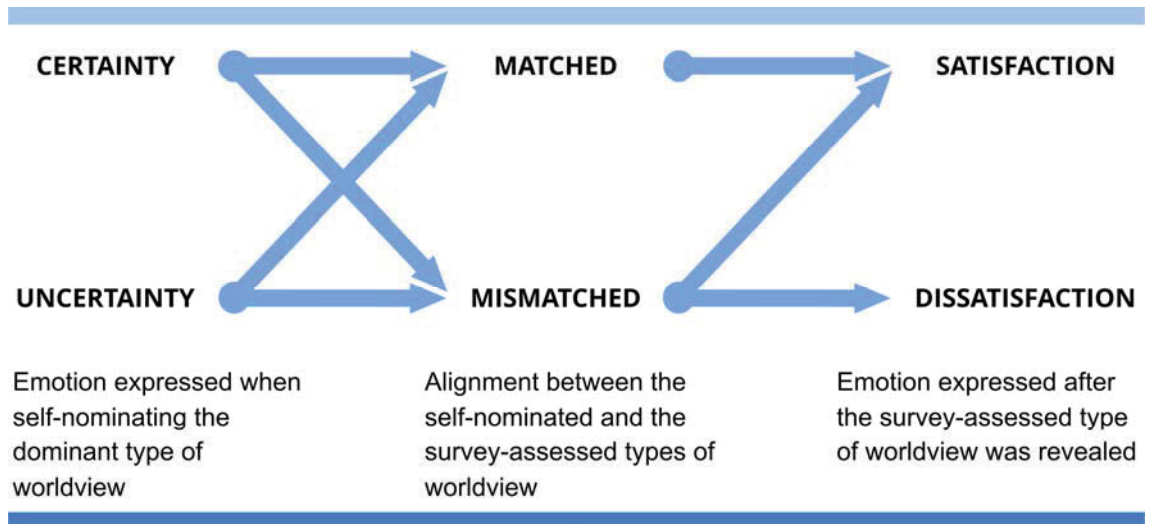 CERTAINTY
MATCHED
SATISFACTION
UNCERTAINTY
MISMATCHED
DISSATISFACTION
Emotion expressed when
self-nominating the
dominant type of
worldview
Alignment between the
self-nominated and the
survey-assessed types of
worldview
Emotion expressed after
the survey-assessed type
of worldview was revealed